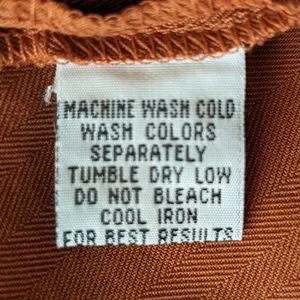 MACHINE WASH COLD
WASH COLORS
SEPARATELY
TUMBLE DRY LOW
DO NOT BLEACH
COOL IRON
FOR BEST RESULTS